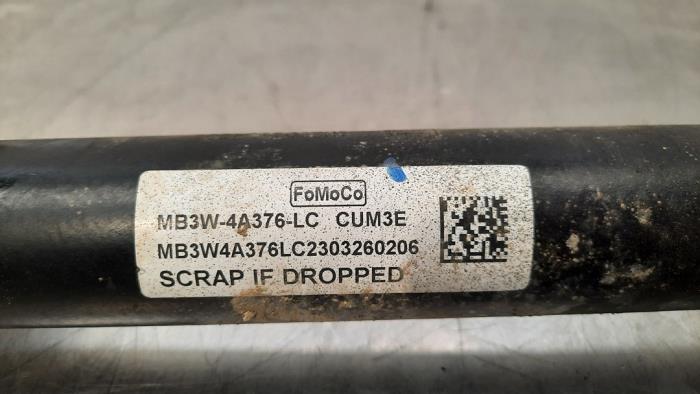 FoMoCo
MB3W-4A376-LC CUM3E
MB3W4A376LC2303260206
SCRAP IF DROPPED